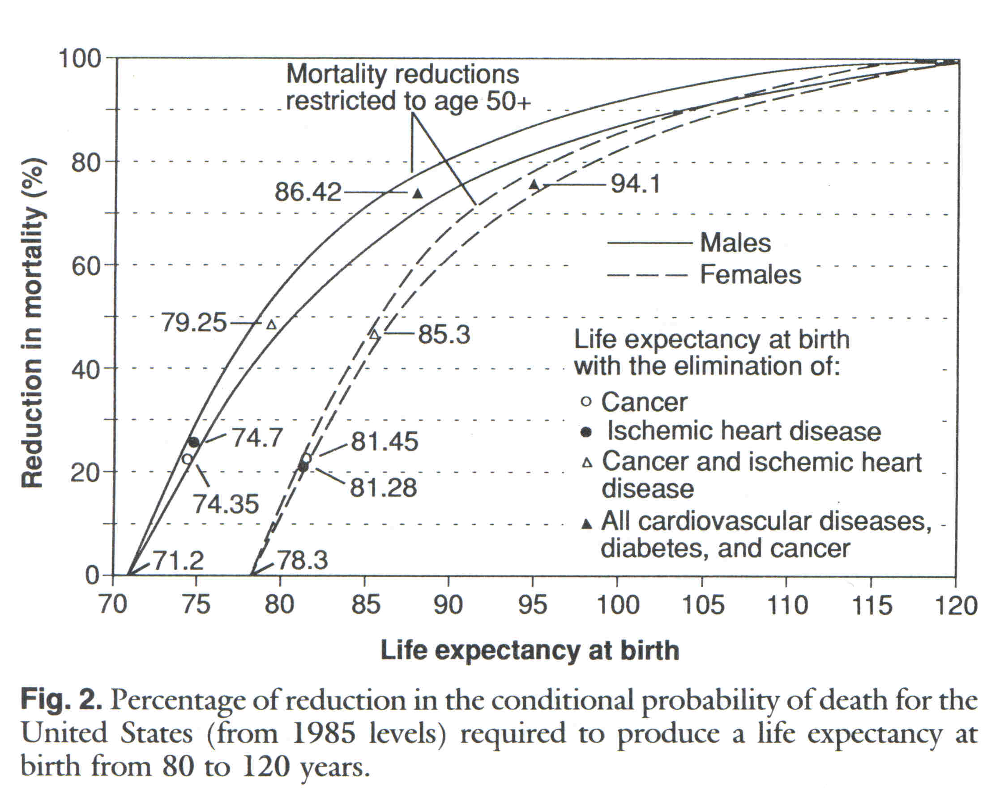 100
80
60
40
20
0
Reduction in mortality (%)
Mortality reductions
restricted to age 50+
86.42
94.1
Males
Females
79.25
85.3
Life expectancy at birth
with the elimination of:
Cancer
Ischemic heart disease
Cancer and ischemic heart
disease
All cardiovascular diseases,
diabetes, and cancer
74.7
81.45
81.28
74.35
71.2
78.3
70 75 80 85 90 95 100 105 110 115 120
Life expectancy at birth
Fig. 2. Percentage of reduction in the conditional probability of death for the
United States (from 1985 levels) required to produce a life expectancy at
birth from 80 to 120 years.